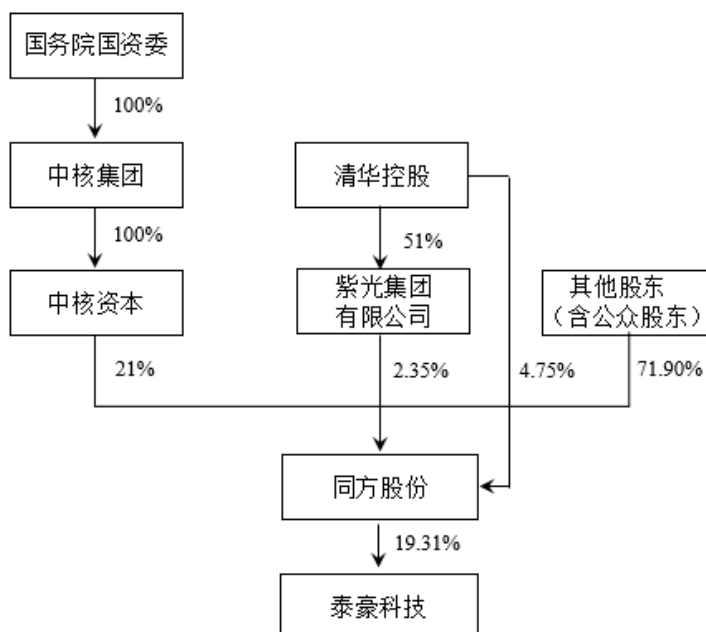 国务院国资委
100%
中核集团
清华控股
100%
51%
中核资本
紫光集团
有限公司
其他股东
（含公众股东）
21%
2.35%
4.75%
71.90%
同方股份
19.31%
泰豪科技